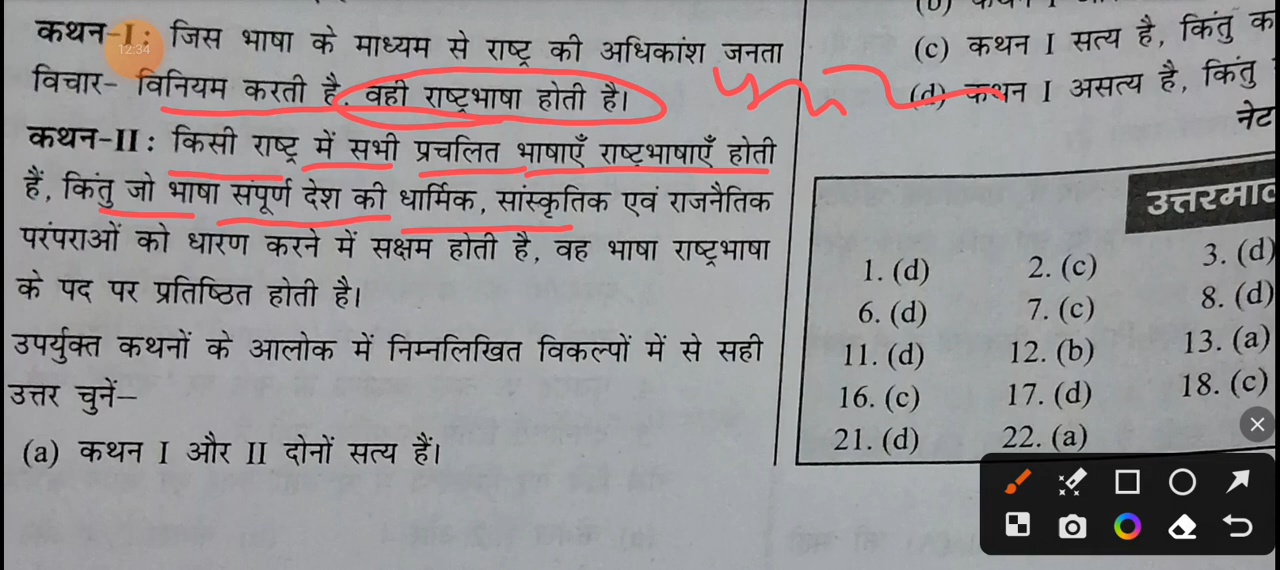 कथन-I: जिस भाषा के माध्यम से राष्ट्र की अधिकांश जनता
विचार- विनियम करती है, वही राष्ट्रभाषा होती है।
कथन-II: किसी राष्ट्र में सभी प्रचलित भाषाएँ राष्ट्रभाषाएँ होती
हैं, किंतु जो भाषा संपूर्ण देश की धार्मिक, सांस्कृतिक एवं राजनैतिक
परंपराओं को धारण करने में सक्षम होती है, वह भाषा राष्ट्रभाषा
के पद पर प्रतिष्ठित होती है।
उपर्युक्त कथनों के आलोक में निम्नलिखित विकल्पों में से सही
उत्तर चुनें–
(a) कथन I और II दोनों सत्य हैं।
(b)
(c) कथन I सत्य है, किंतु
(d) कथन I असत्य है, किंतु
नेट
उत्तरमा
1. (d) 2. (c) 3. (d)
6. (d) 7. (c) 8. (d)
11. (d) 12. (b) 13. (a)
16. (c) 17. (d) 18. (c)
21. (d) 22. (a)
12:34